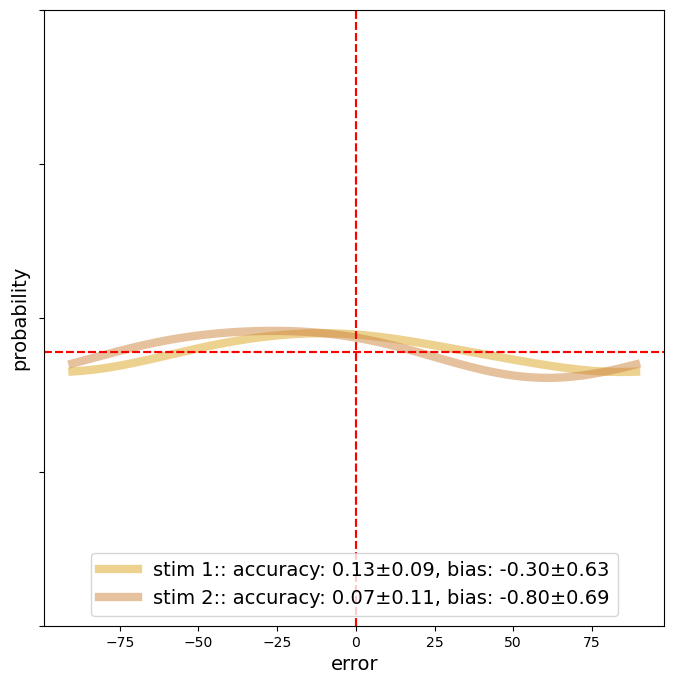 probability
stim 1:: accuracy: 0.13±0.09, bias: -0.30±0.63
stim 2:: accuracy: 0.07±0.11, bias: -0.80±0.69
−75 −50 −25 0 25 50 75
error